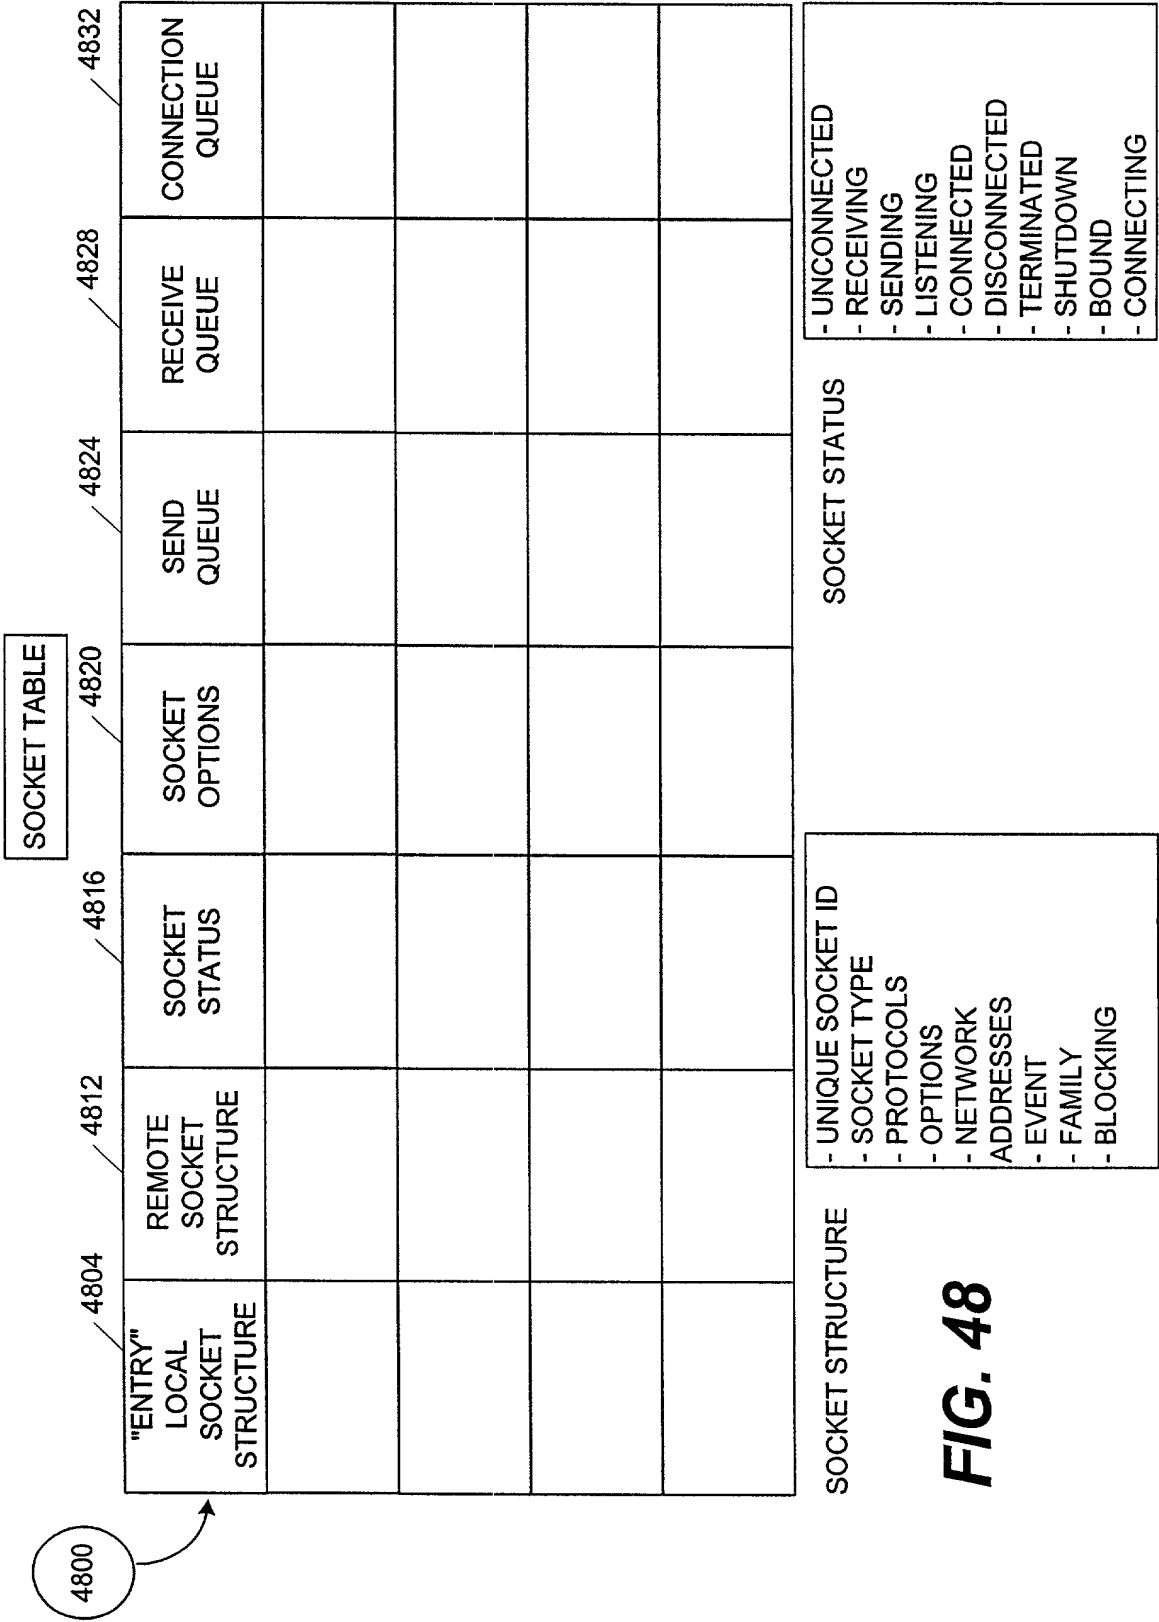 SOCKET TABLE
4800
4804
4812
4816
4820
4824
4828
4832
"ENTRY"
LOCAL
SOCKET
STRUCTURE
REMOTE
SOCKET
STRUCTURE
SOCKET
STATUS
SOCKET
OPTIONS
SEND
QUEUE
RECEIVE
QUEUE
CONNECTION
QUEUE
SOCKET STRUCTURE
- UNIQUE SOCKET ID
- SOCKET TYPE
- PROTOCOLS
- OPTIONS
- NETWORK
ADDRESSES
- EVENT
- FAMILY
- BLOCKING
SOCKET STATUS
- UNCONNECTED
- RECEIVING
- SENDING
- LISTENING
- CONNECTED
- DISCONNECTED
- TERMINATED
- SHUTDOWN
- BOUND
- CONNECTING
FIG. 48